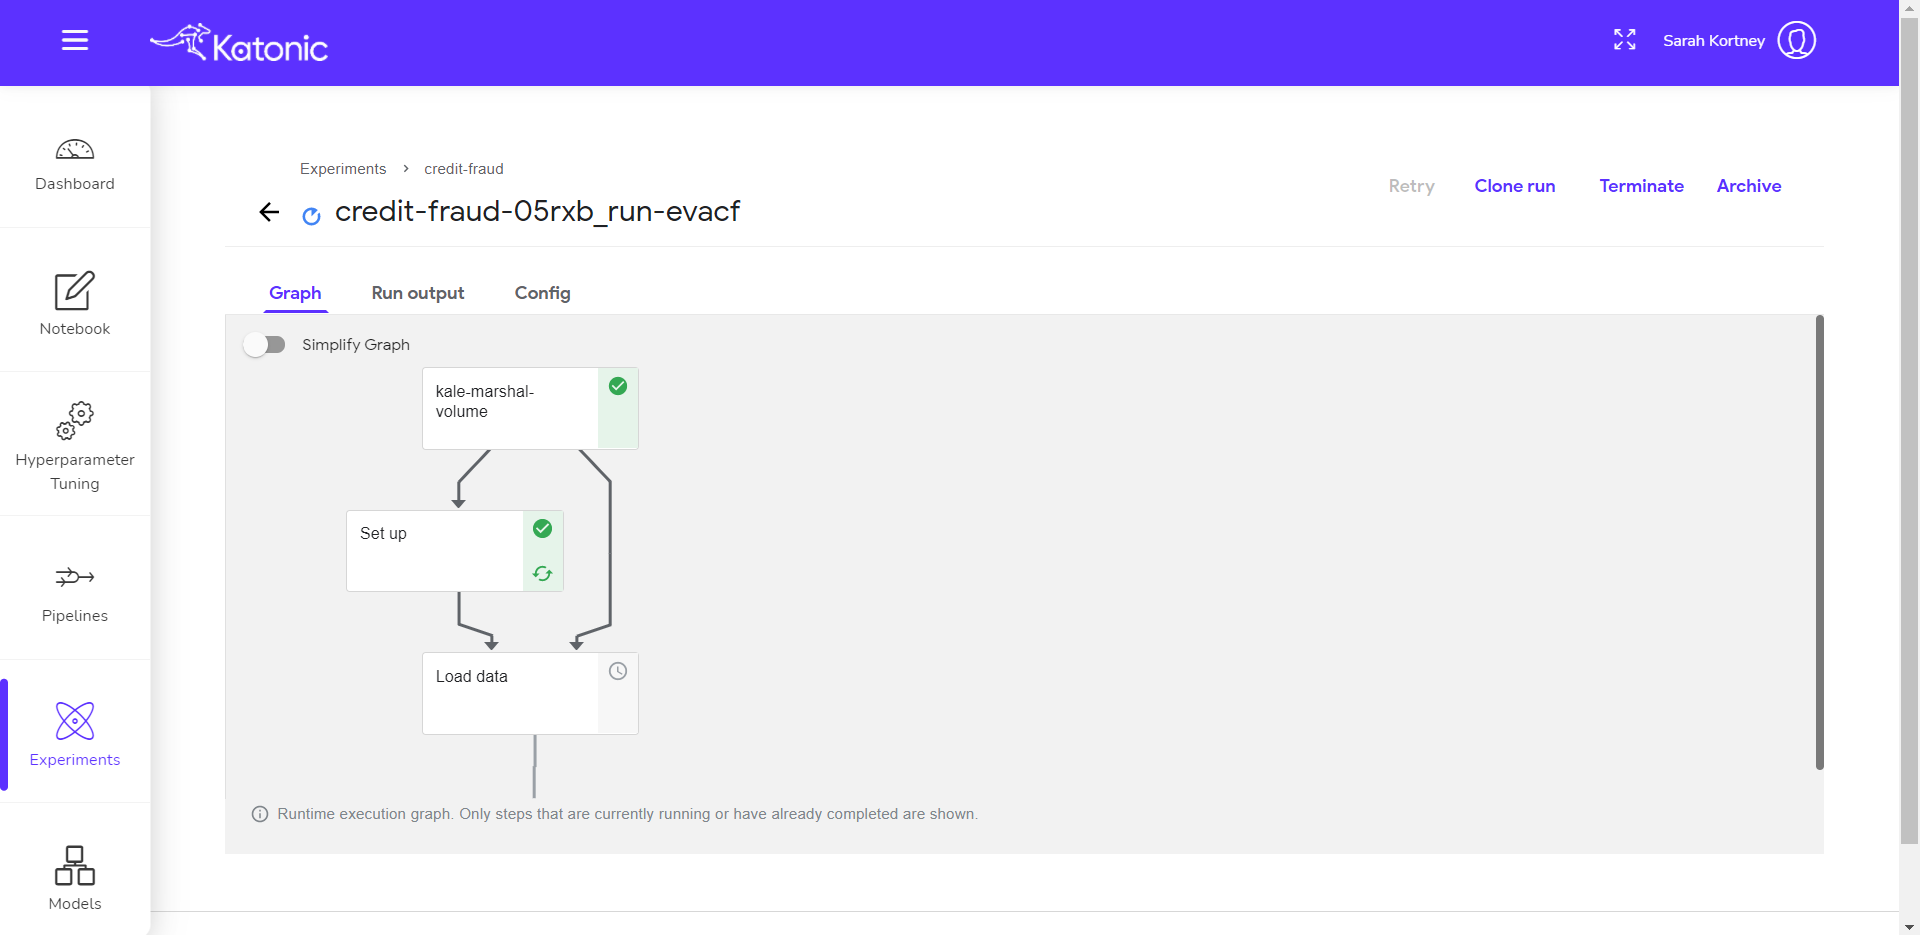 Katonic
Sarah Kortney
Dashboard
Notebook
Hyperparameter
Tuning
Pipelines
Experiments
Models
Experiments > credit-fraud
credit-fraud-05rxb_run-evacf
Retry
Clone run
Terminate
Archive
Graph
Run output
Config
Simplify Graph
kale-marshal-
volume
Set up
Load data
Runtime execution graph. Only steps that are currently running or have already completed are shown.